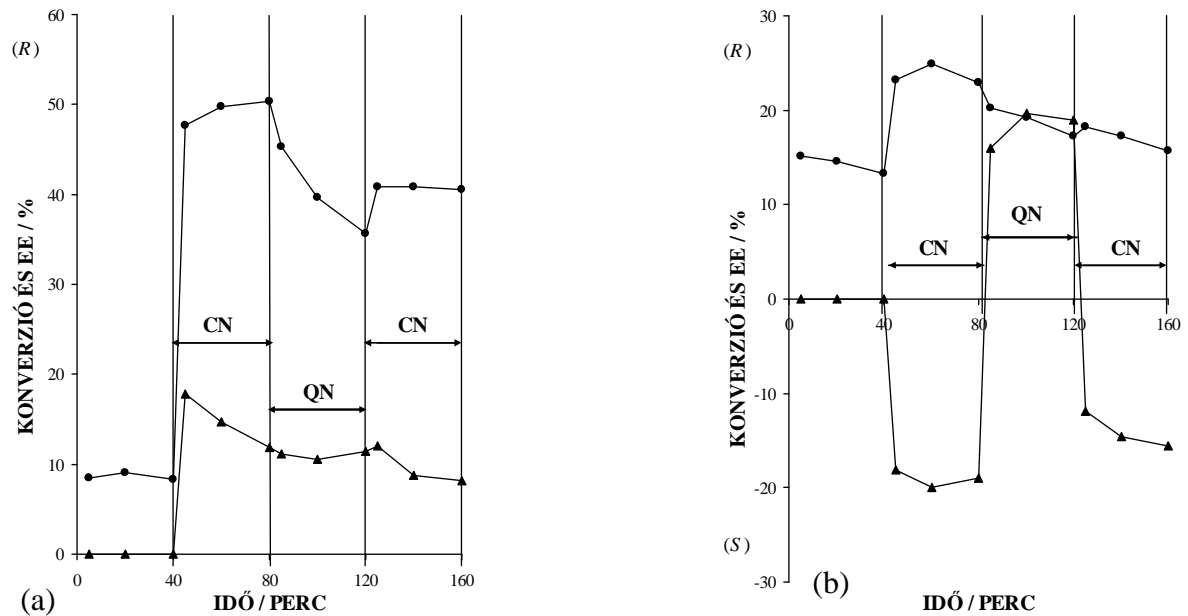 60
(R)
50
40
30
20
10
0
KONVERZIÓ ÉS EE / %
CN
QN
CN
0
40
80
120
160
IDŐ / PERC
(a)
30
(R)
20
10
0
-10
-20
(S)
-30
KONVERZIÓ ÉS EE / %
QN
CN
CN
0
40
80
120
160
IDŐ / PERC
(b)